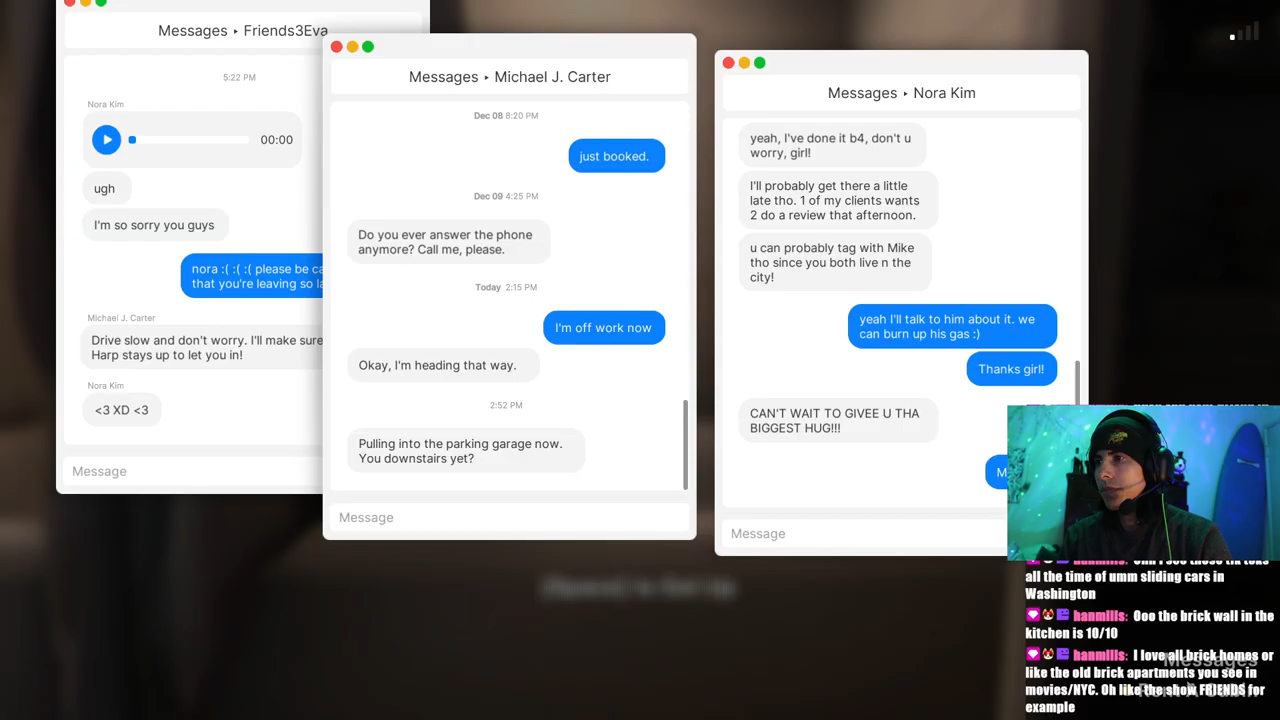 Messages ▸ Friends3Eva
5:22 PM
Nora Kim
00:00
ugh
I'm so sorry you guys
nora :( :( :( please be
that you're leaving so
Michael J. Carter
Drive slow and don't worry. I'll make sure
Harp stays up to let you in!
Nora Kim
<3 XD <3
Message
Messages ▸ Michael J. Carter
Dec 08 8:20 PM
just booked.
Dec 09 4:25 PM
Do you ever answer the phone
anymore? Call me, please.
Today 2:15 PM
I'm off work now
Okay, I'm heading that way.
2:52 PM
Pulling into the parking garage now.
You downstairs yet?
Message
Messages ▸ Nora Kim
yeah, I've done it b4, don't u
worry, girl!
I'll probably get there a little
late tho. 1 of my clients wants
2 do a review that afternoon.
u can probably tag with Mike
tho since you both live n the
city!
yeah I'll talk to him about it. we
can burn up his gas :)
Thanks girl!
CAN'T WAIT TO GIVEE U THA
BIGGEST HUG!!!
Message
all the time of umm sliding cars in
Washington
hanmills: Ooo the brick wall in the
kitchen is 10/10
hanmills: I love all brick homes or
like the old brick apartments you see in
movies/NYC. Oh like the show FRIENDS for
example
Messages